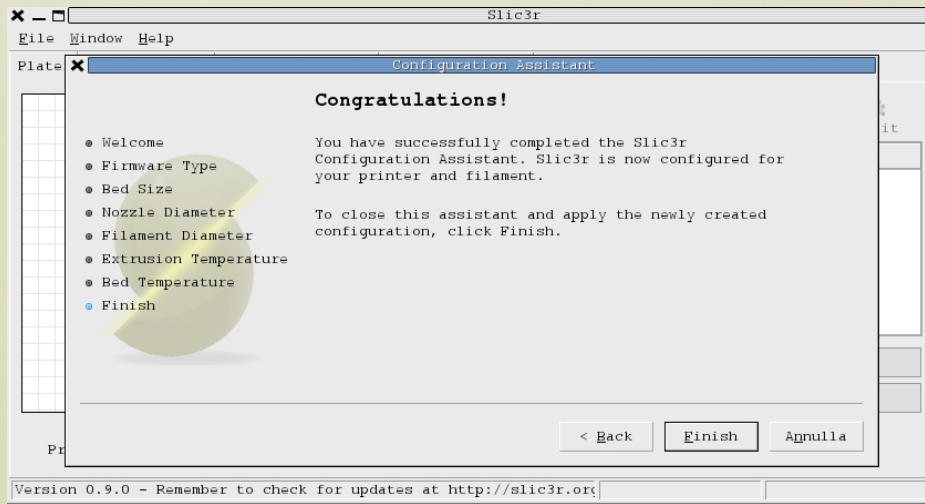 Slic3r
File Window Help
Plate
Configuration Assistant
Congratulations!
Welcome
Firmware Type
Bed Size
Nozzle Diameter
Filament Diameter
Extrusion Temperature
Bed Temperature
Finish
You have successfully completed the Slic3r
Configuration Assistant. Slic3r is now configured for
your printer and filament.
To close this assistant and apply the newly created
configuration, click Finish.
it
< Back
Finish
Annulla
Pr
Version 0.9.0 - Remember to check for updates at http://slic3r.org